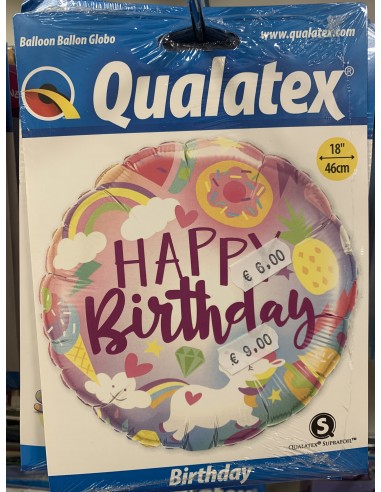 Balloon Ballon Globo
www.qualatex.com
Qualatex®
18"
46cm
HAPPY
Birthday
€ 6,00
€ 9,00
S
QUALATEX® SUPRAFOIL™
Birthday